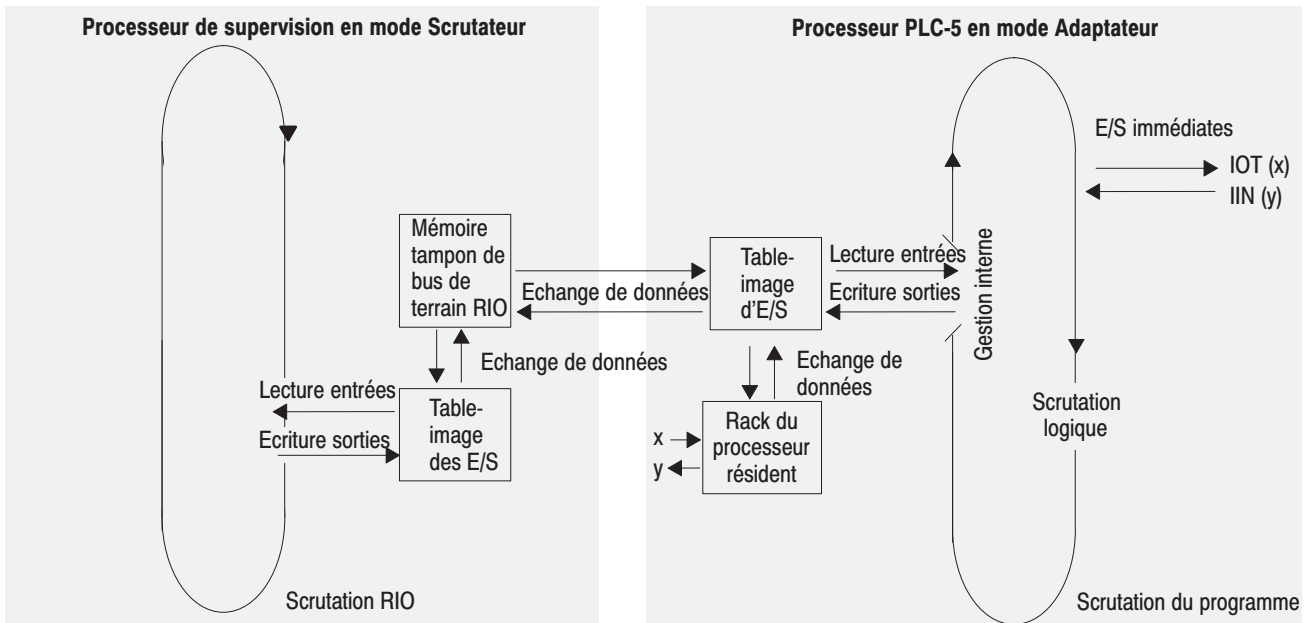 Processeur de supervision en mode Scrutateur
Mémoire
tampon de
bus de
terrain RIO
Echange de données
Echange de données
Lecture entrées
Ecriture sorties
Table-
image
des E/S
Scrutation RIO
Processeur PLC-5 en mode Adaptateur
E/S immédiates
IOT (x)
IIN (y)
Table-
image
d'E/S
Lecture entrées
Ecriture sorties
Gestion interne
Echange de
données
x
y
Rack du
processeur
résident
Scrutation
logique
Scrutation du programme